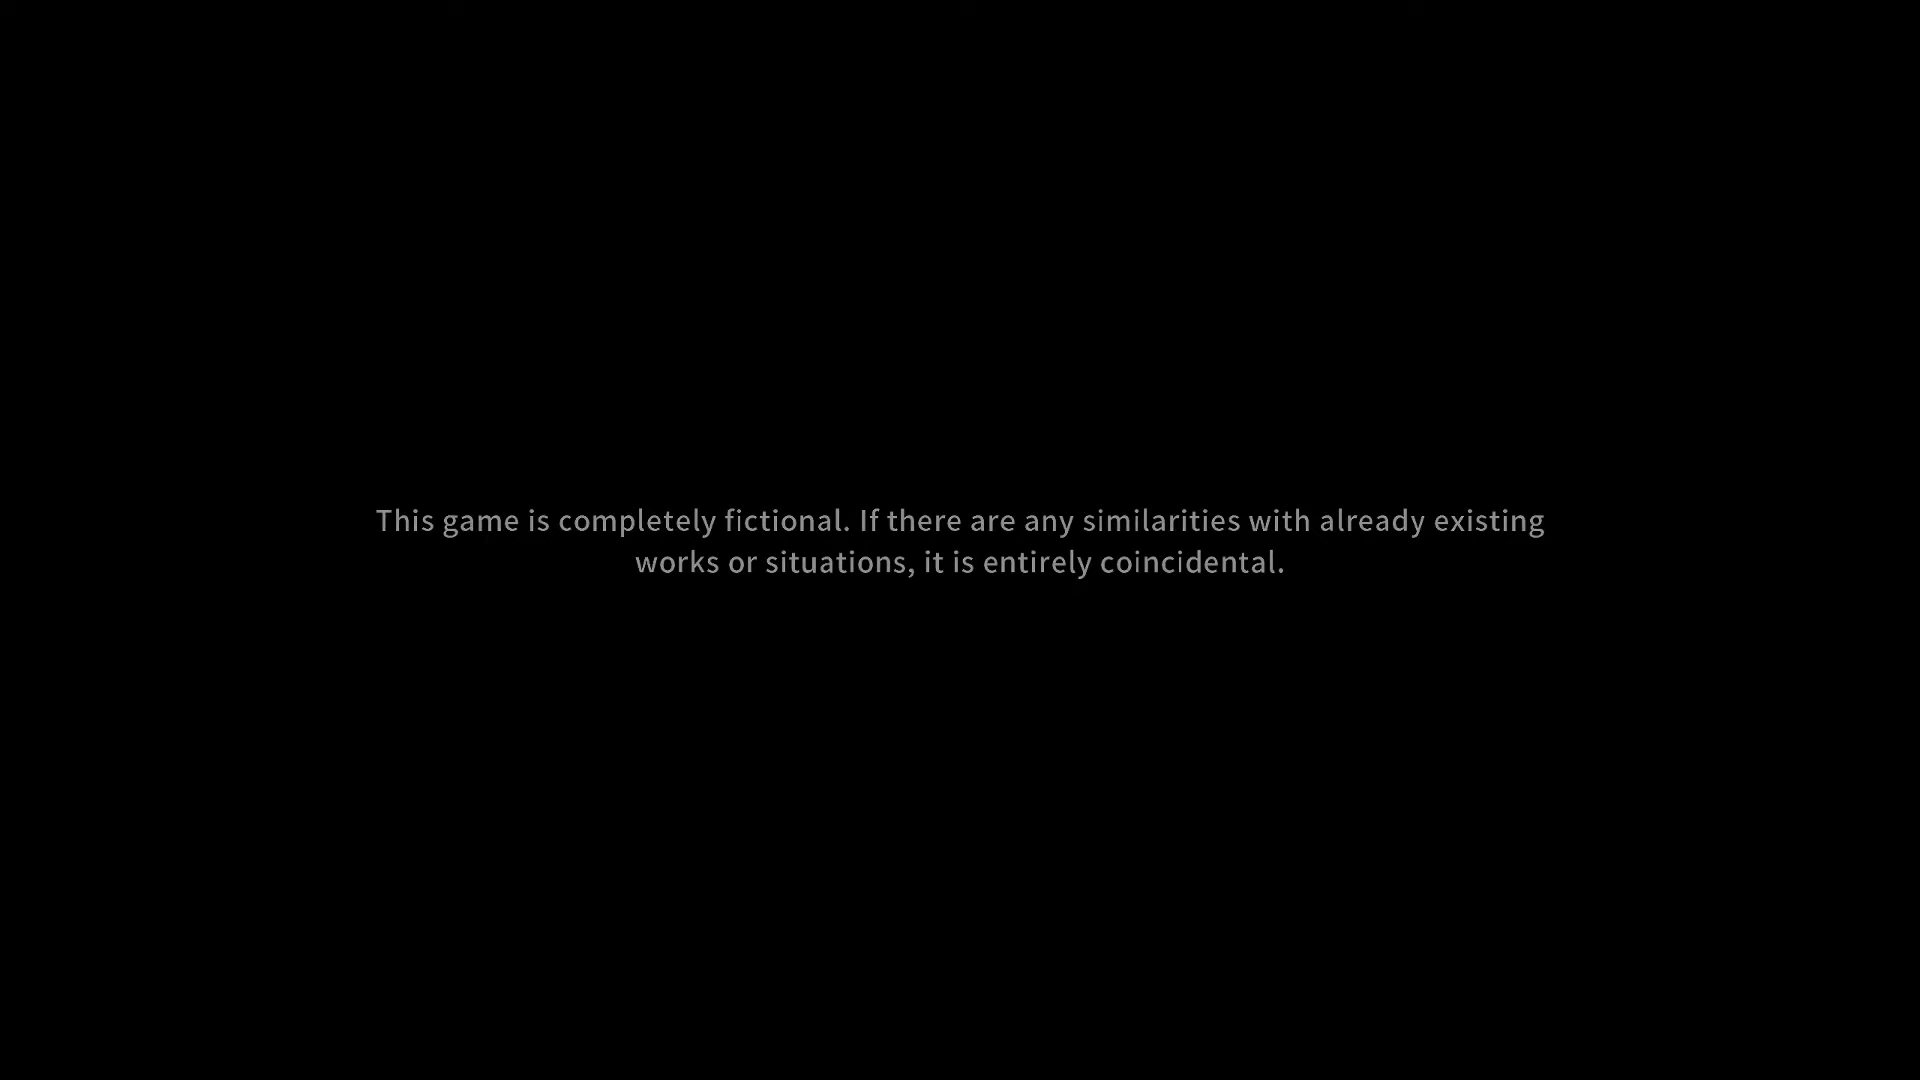 This game is completely fictional. If there are any similarities with already existing
works or situations, it is entirely coincidental.